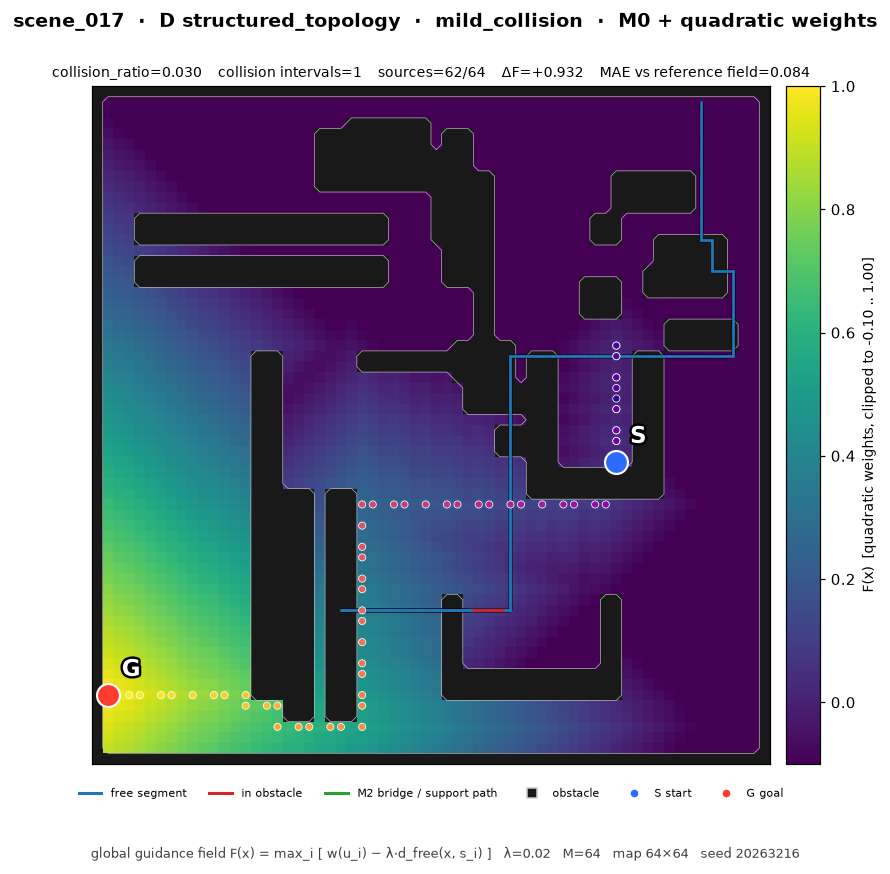 scene_017 · D structured_topology · mild_collision · M0 + quadratic weights
collision_ratio=0.030 collision intervals=1 sources=62/64 ΔF=+0.932 MAE vs reference field=0.084
1.0
0.8
0.6
0.4
0.2
0.0
F(x) [quadratic weights, clipped to -0.10 .. 1.00]
S
G
free segment
in obstacle
M2 bridge / support path
obstacle
S start
G goal
global guidance field F(x) = max_i [ w(u_i) − λ·d_free(x, s_i) ] λ=0.02 M=64 map 64×64 seed 20263216